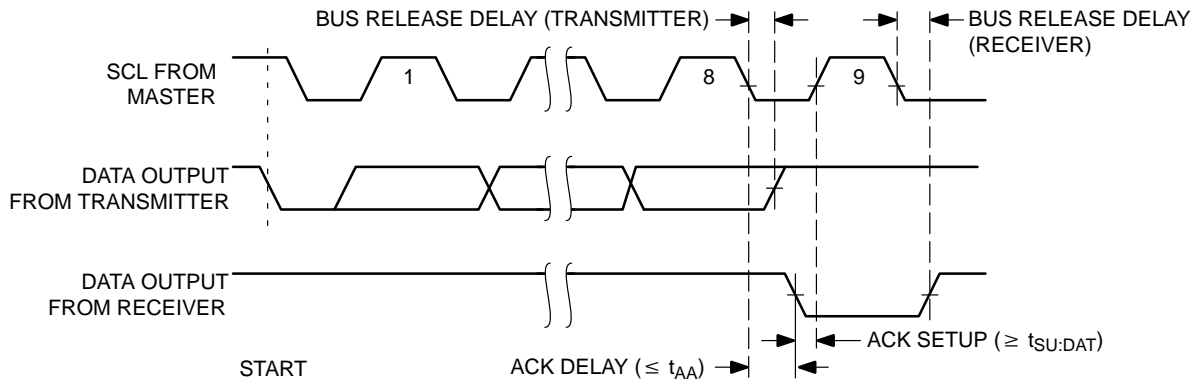 BUS RELEASE DELAY (TRANSMITTER)
BUS RELEASE DELAY
(RECEIVER)
SCL FROM
MASTER
1
8
9
DATA OUTPUT
FROM TRANSMITTER
DATA OUTPUT
FROM RECEIVER
ACK SETUP (≥ tSU:DAT)
START
ACK DELAY (≤ tAA)